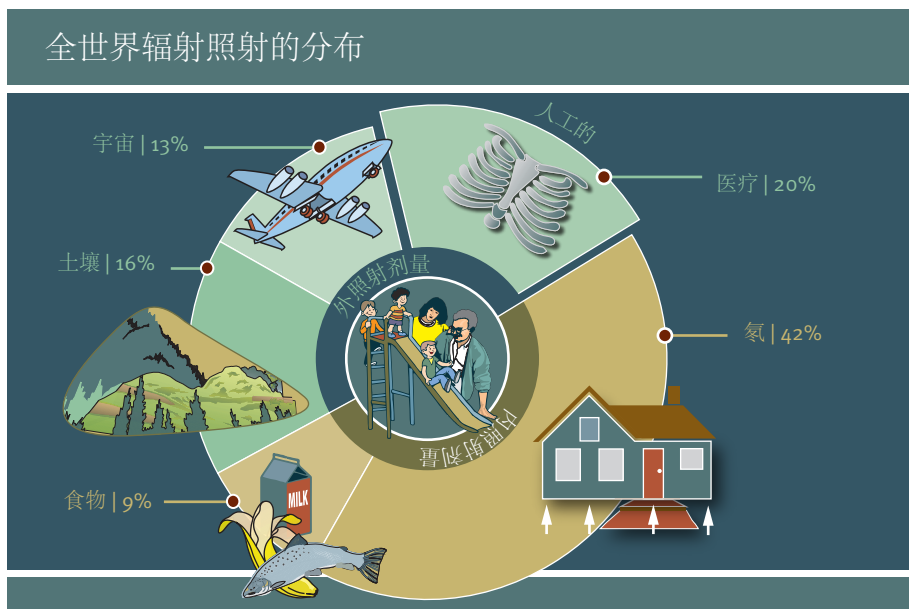 全世界辐射照射的分布
人工的
宇宙 | 13%
医疗 | 20%
土壤 | 16%
外照射剂量
氡 | 42%
内照射剂量
食物 | 9%
MILK